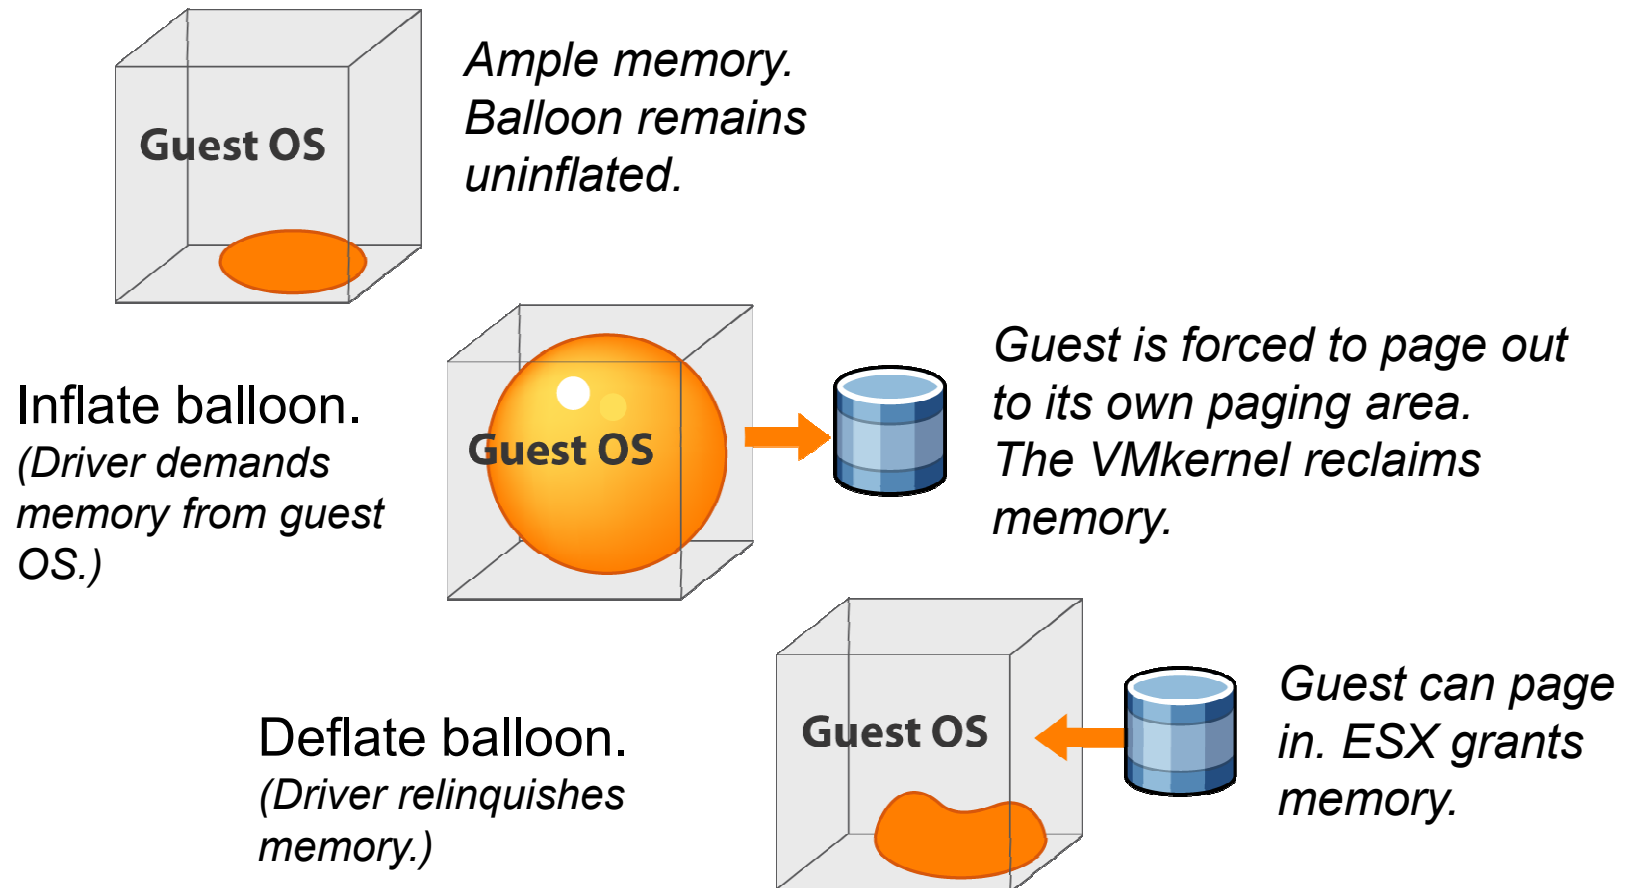 Guest OS
Ample memory.
Balloon remains
uninflated.
Inflate balloon.
(Driver demands
memory from guest
OS.)
Guest OS
Guest is forced to page out
to its own paging area.
The VMkernel reclaims
memory.
Deflate balloon.
(Driver relinquishes
memory.)
Guest OS
Guest can page
in. ESX grants
memory.